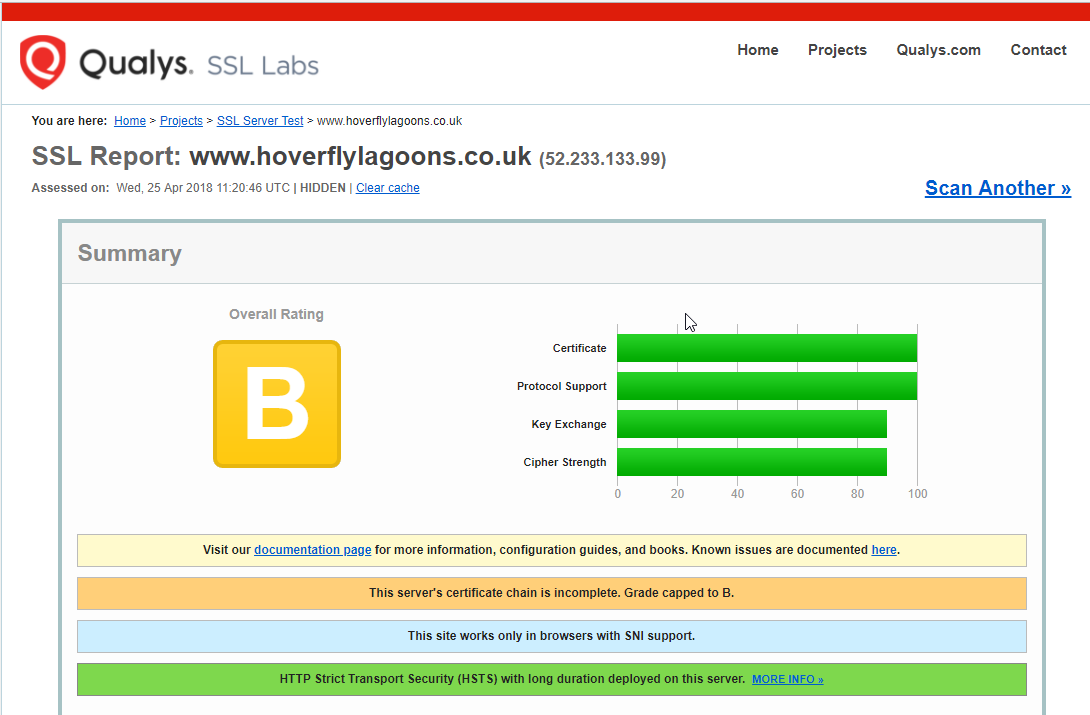 Qualys. SSL Labs
Home Projects Qualys.com Contact
You are here: Home > Projects > SSL Server Test > www.hoverflylagoons.co.uk
SSL Report: www.hoverflylagoons.co.uk (52.233.133.99)
Assessed on: Wed, 25 Apr 2018 11:20:46 UTC | HIDDEN | Clear cache
Scan Another »
Summary
Overall Rating
B
Certificate
Protocol Support
Key Exchange
Cipher Strength
0 20 40 60 80 100
Visit our documentation page for more information, configuration guides, and books. Known issues are documented here.
This server's certificate chain is incomplete. Grade capped to B.
This site works only in browsers with SNI support.
HTTP Strict Transport Security (HSTS) with long duration deployed on this server. MORE INFO »